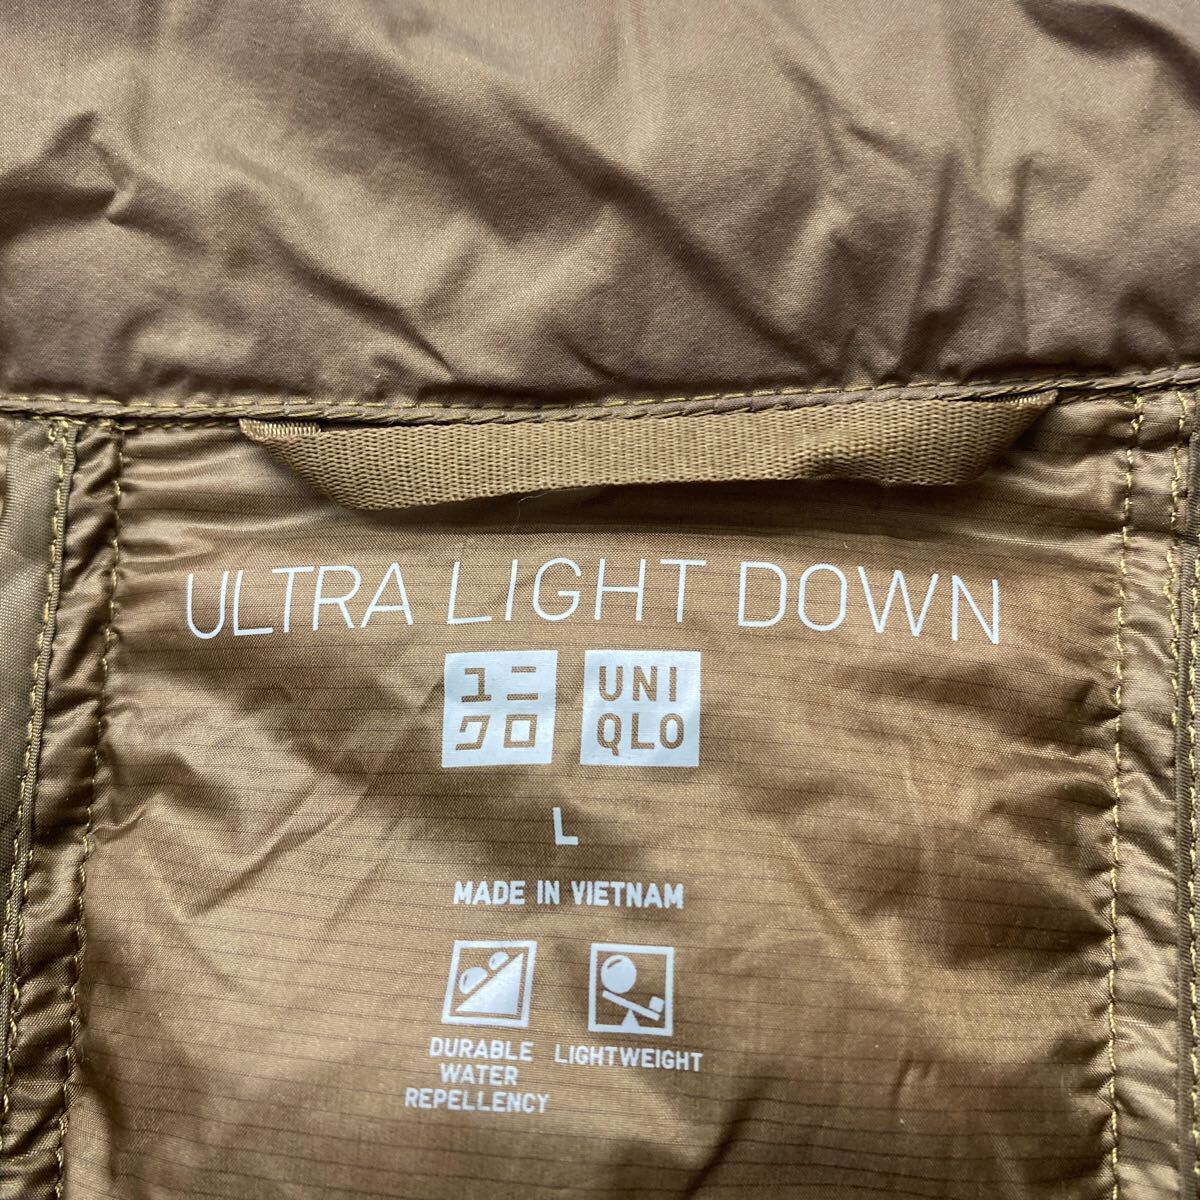 ULTRA LIGHT DOWN
ユニ
クロ
UNI
QLO
L
MADE IN VIETNAM
DURABLE
WATER
REPELLENCY
LIGHTWEIGHT